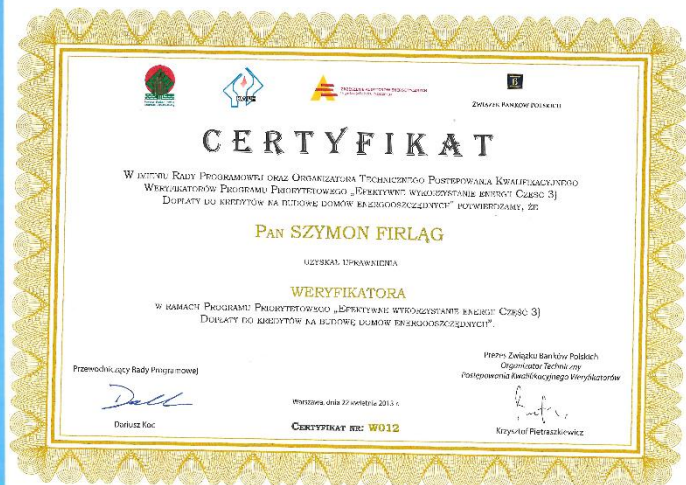 ZWIĄZEK BANKÓW POLSKICH
CERTYFIKAT
W IMIENIU RADY PROGRAMOWEJ ORAZ ORGANIZATORA TECHNICZNEGO POSTĘPOWANIA KWALIFIKACYJNEGO
WERYFIKATORÓW PROGRAMU PRIORYTETOWEGO „EFEKTYWNE WYKORZYSTANIE ENERGII CZĘŚĆ 3)
DOPŁATY DO KREDYTÓW NA BUDOWĘ DOMÓW ENERGOOSZCZĘDNYCH” POTWIERDZAMY, ŻE
PAN SZYMON FIRLĄG
UZYSKAŁ UPRAWNIENIA
WERYFIKATORA
W RAMACH PROGRAMU PRIORYTETOWEGO „EFEKTYWNE WYKORZYSTANIE ENERGII CZĘŚĆ 3)
DOPŁATY DO KREDYTÓW NA BUDOWĘ DOMÓW ENERGOOSZCZĘDNYCH”.
Przewodniczący Rady Programowej
Dariusz Koc
Warszawa, dnia 22 kwietnia 2013 r.
CERTYFIKAT NR: W012
Prezes Związku Banków Polskich
Organizator Techniczny
Postępowania Kwalifikacyjnego Weryfikatorów
Krzysztof Pietraszkiewicz